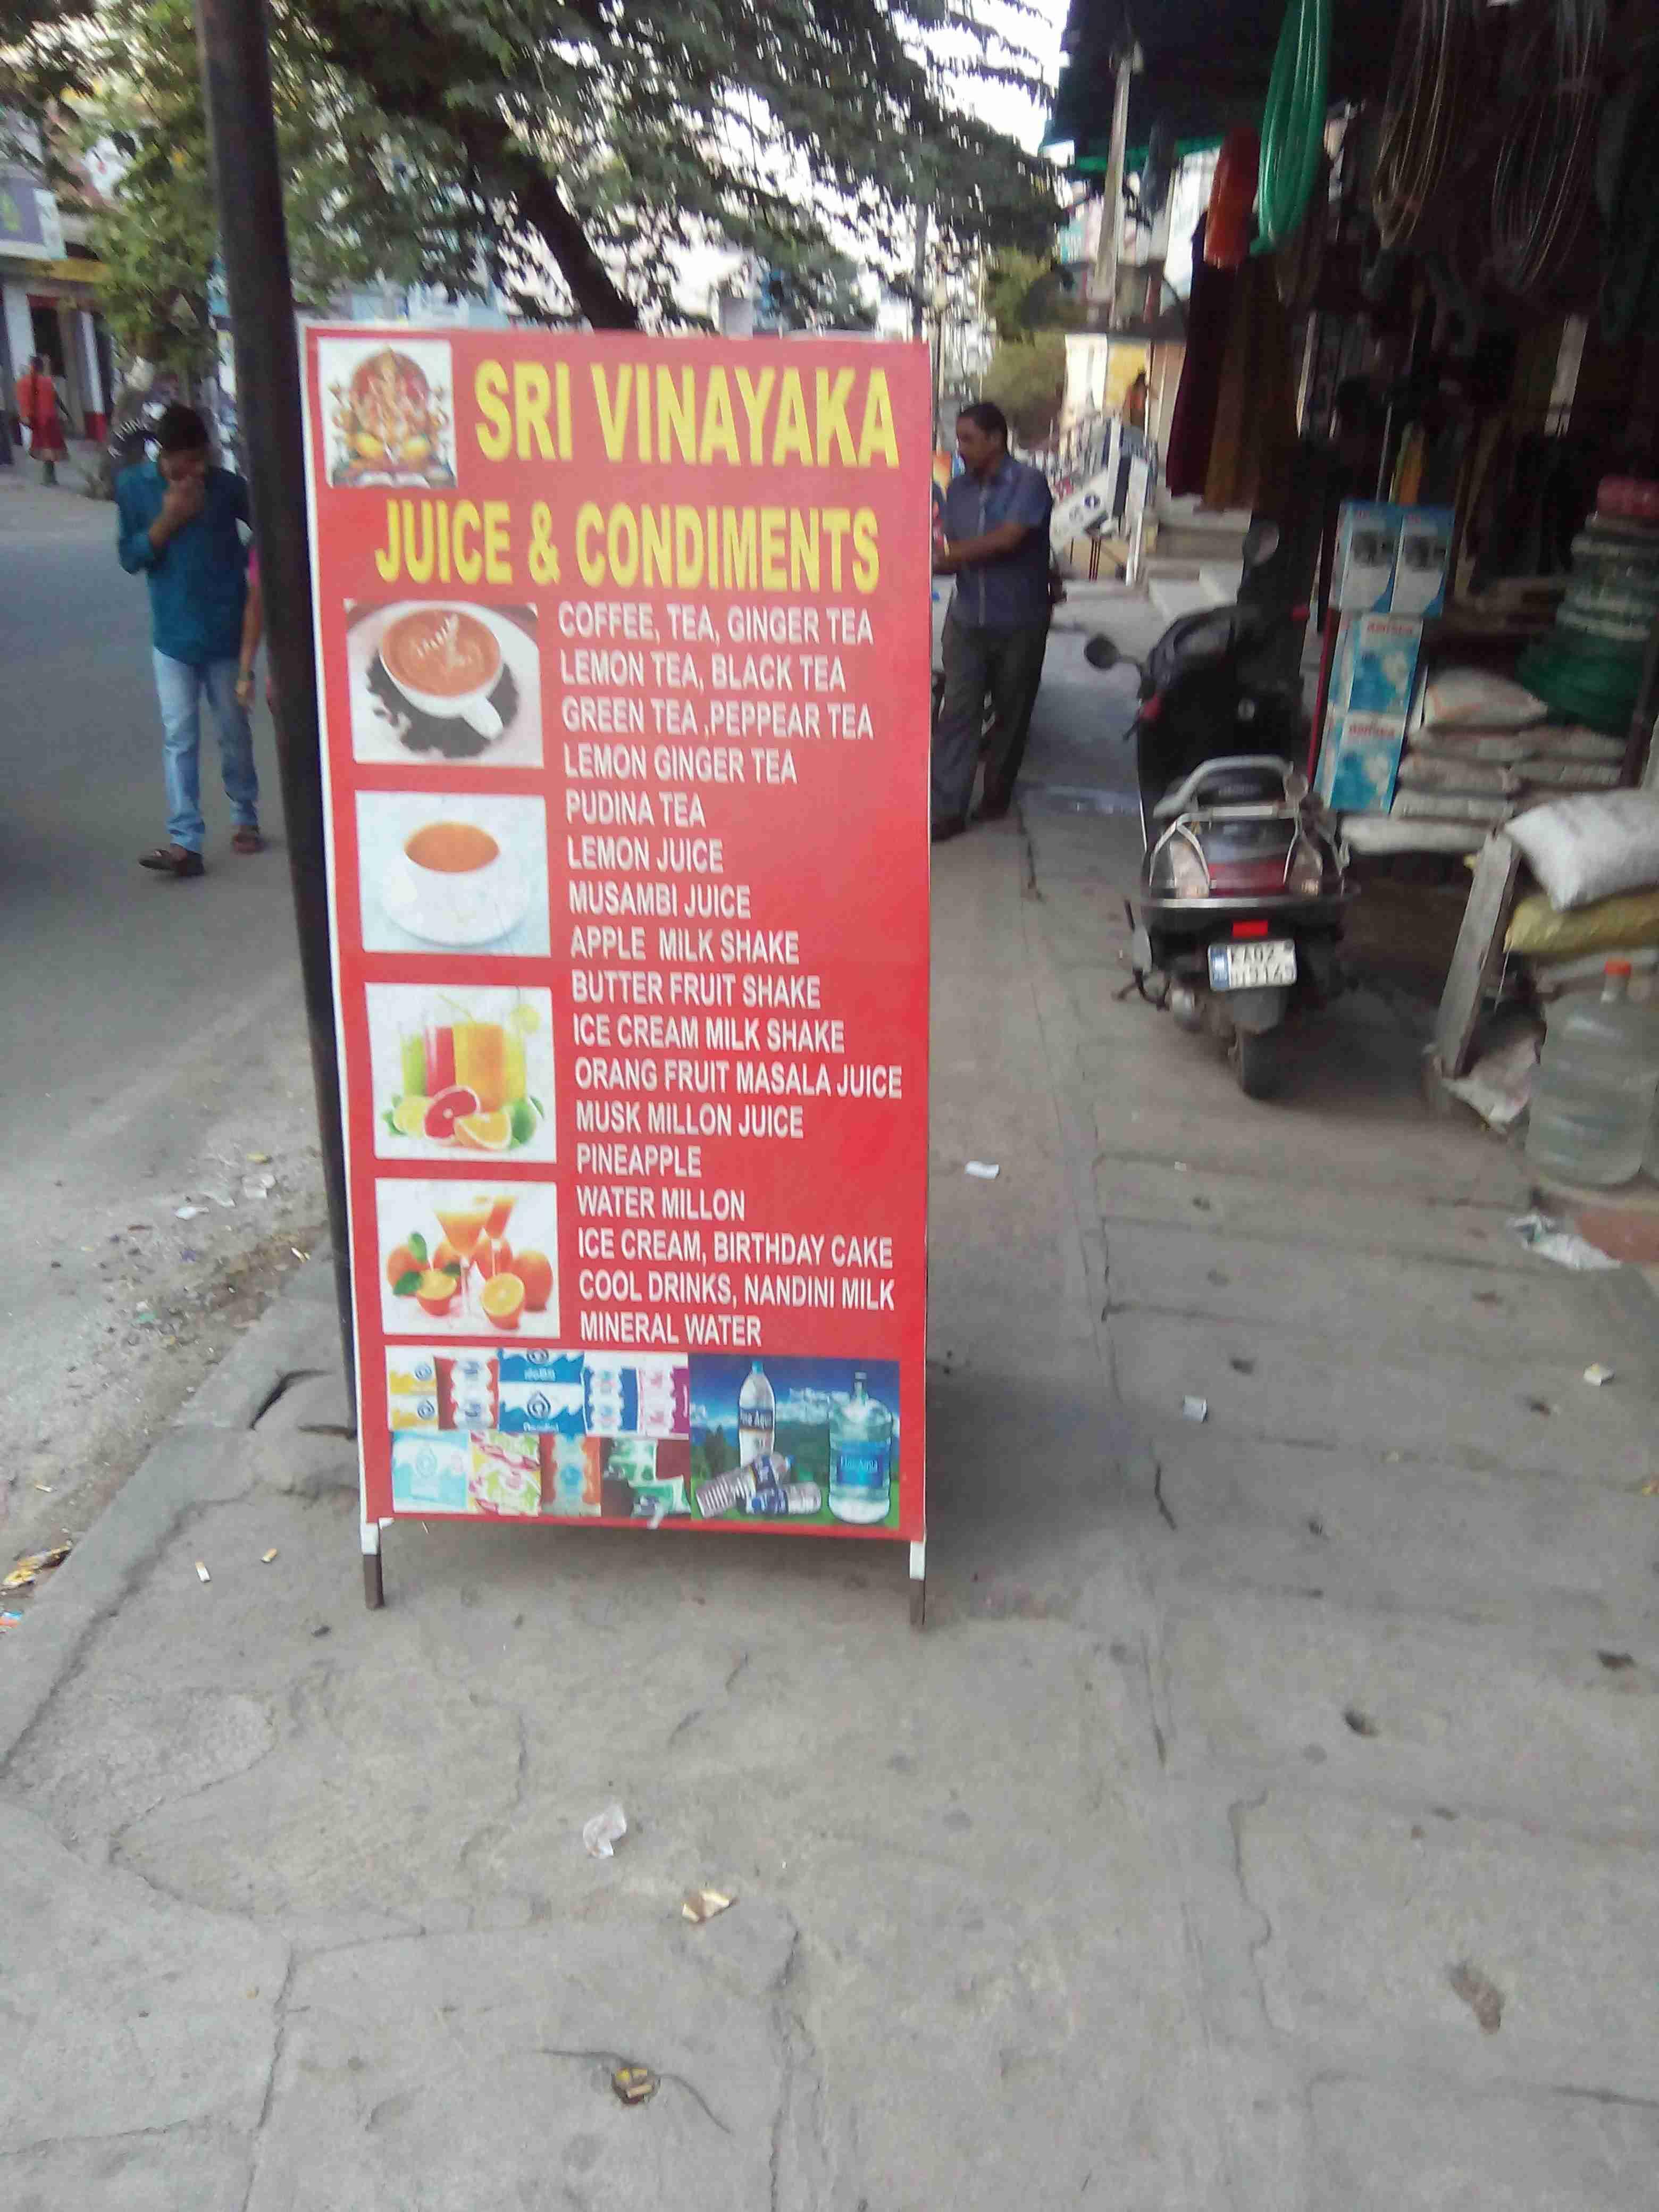 SRI VINAYAKA
JUICE & CONDIMENTS
COFFEE, TEA, GINGER TEA
LEMON TEA, BLACK TEA
GREEN TEA ,PEPPEAR TEA
LEMON GINGER TEA
PUDINA TEA
LEMON JUICE
MUSAMBI JUICE
APPLE MILK SHAKE
BUTTER FRUIT SHAKE
ICE CREAM MILK SHAKE
ORANG FRUIT MASALA JUICE
MUSK MILLON JUICE
PINEAPPLE
WATER MILLON
ICE CREAM, BIRTHDAY CAKE
COOL DRINKS, NANDINI MILK
MINERAL WATER
KA02